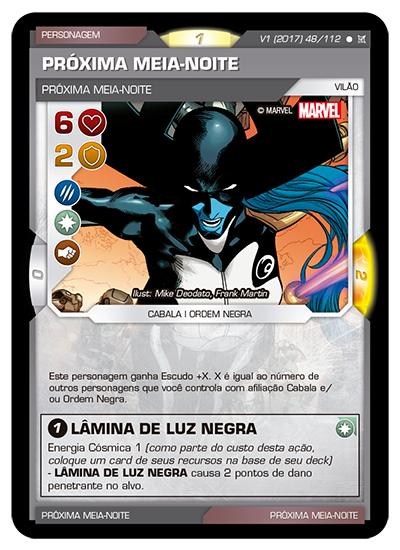 PERSONAGEM
1
V1 (2017) 48/112
PRÓXIMA MEIA-NOITE
PRÓXIMA MEIA-NOITE
VILÃO
6
© MARVEL MARVEL
2
0
2
Ilust: Mike Deodato, Frank Martin
CABALA | ORDEM NEGRA
Este personagem ganha Escudo +X. X é igual ao número de
outros personagens que você controla com afiliação Cabala e/
ou Ordem Negra.
1 LÂMINA DE LUZ NEGRA
Energia Cósmica 1 (como parte do custo desta ação,
coloque um card de seus recursos na base de seu deck)
- LÂMINA DE LUZ NEGRA causa 2 pontos de dano
penetrante no alvo.
PRÓXIMA MEIA-NOITE
PRÓXIMA MEIA-NOITE